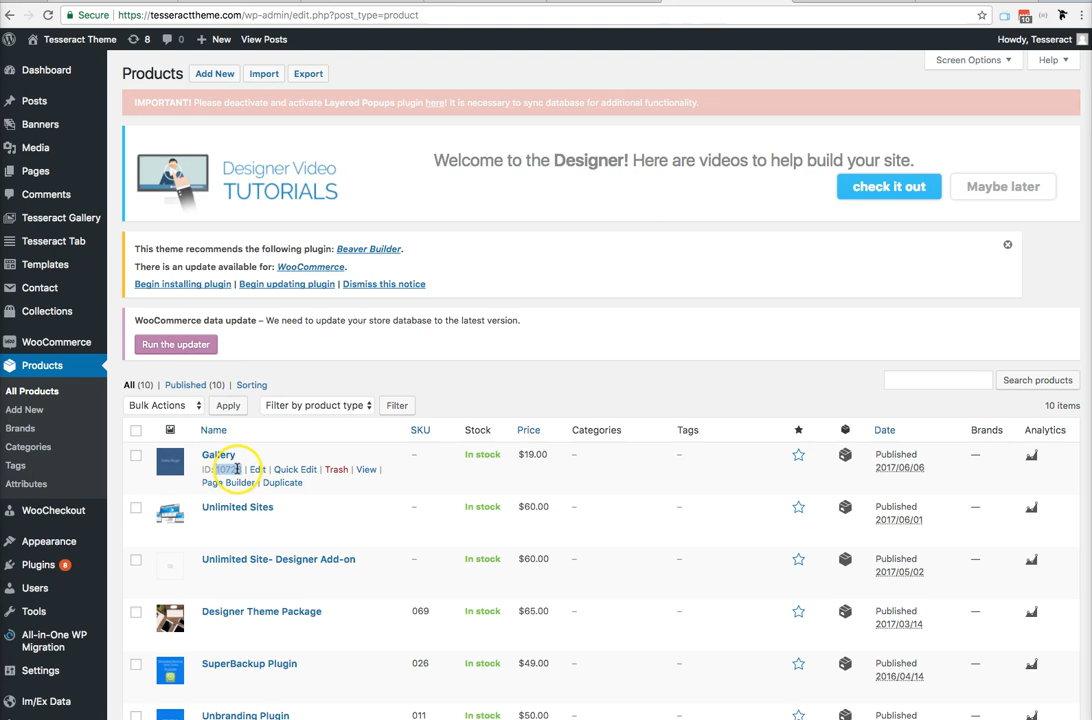 Secure | https://tesseracttheme.com/wp-admin/edit.php?post_type=product
10
Tesseract Theme 8 0 New View Posts Howdy, Tesseract
Screen Options Help
Dashboard
Posts
Banners
Media
Pages
Comments
Tesseract Gallery
Tesseract Tab
Templates
Contact
Collections
WooCommerce
Products
All Products
Add New
Brands
Categories
Tags
Attributes
WooCheckout
Appearance
Plugins 8
Users
Tools
All-in-One WP
Migration
Settings
Im/Ex Data
Products Add New Import Export
IMPORTANT! Please deactivate and activate Layered Popups plugin here! It is necessary to sync database for additional functionality.
Designer Video
TUTORIALS
Welcome to the Designer! Here are videos to help build your site.
check it out Maybe later
This theme recommends the following plugin: Beaver Builder.
There is an update available for: WooCommerce.
Begin installing plugin | Begin updating plugin | Dismiss this notice
WooCommerce data update – We need to update your store database to the latest version.
Run the updater
All (10) | Published (10) | Sorting
Search products
Bulk Actions Apply Filter by product type Filter 10 items
Name SKU Stock Price Categories Tags Brands Date Analytics
Gallery – In stock $19.00 – – Published —
2017/06/06
ID: | Edit | Quick Edit | Trash | View |
Page Builder | Duplicate
Unlimited Sites – In stock $60.00 – – Published —
2017/06/01
Unlimited Site- Designer Add-on – In stock $60.00 – – Published —
2017/05/02
Designer Theme Package 069 In stock $65.00 – – Published —
2017/03/14
SuperBackup Plugin 026 In stock $49.00 – – Published —
2016/04/14
Unbranding Plugin 011 In stock $50.00 – – Published —